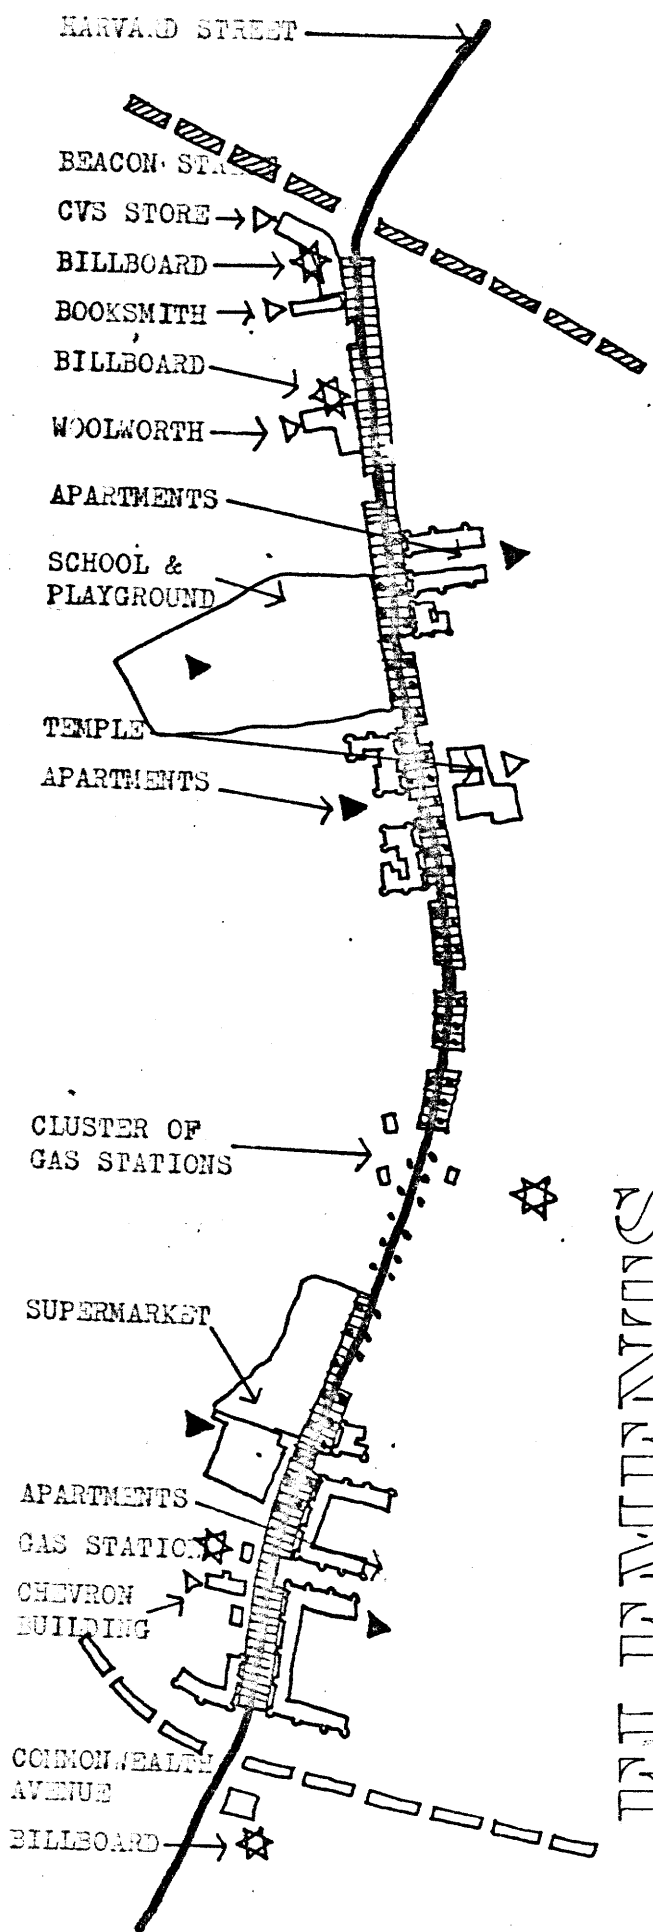 HARVARD STREET
BEACON STREET
CVS STORE
BILLBOARD
BOOKSMITH
BILLBOARD
WOOLWORTH
APARTMENTS
SCHOOL &
PLAYGROUND
TEMPLE
APARTMENTS
CLUSTER OF
GAS STATIONS
SUPERMARKET
APARTMENTS
GAS STATION
CHEVRON
BUILDING
COMMONWEALTH
AVENUE
BILLBOARD
ELEMENTS